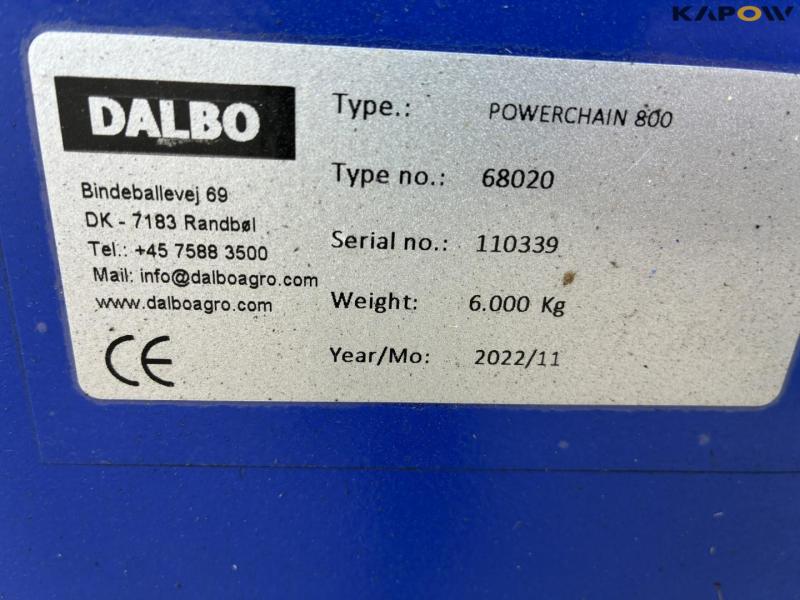 KAPOW
DALBO
Bindeballevej 69
DK - 7183 Randbøl
Tel.: +45 7588 3500
Mail: info@dalboagro.com
www.dalboagro.com
CE
Type.: POWERCHAIN 800
Type no.: 68020
Serial no.: 110339
Weight: 6.000 Kg
Year/Mo: 2022/11